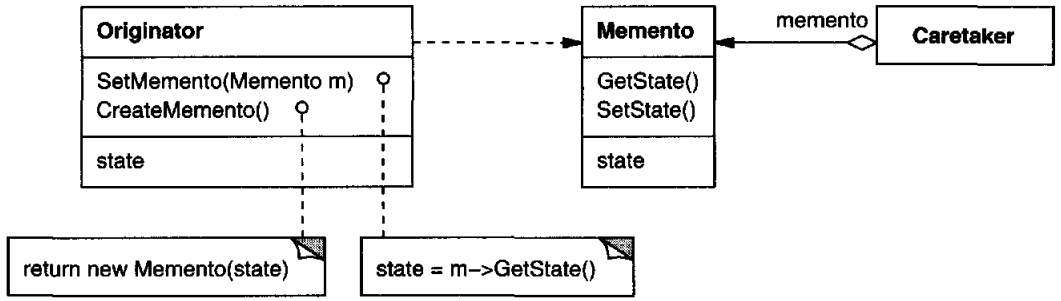 Originator
SetMemento(Memento m)
CreateMemento()
state
Memento
GetState()
SetState()
state
memento
Caretaker
return new Memento(state)
state = m->GetState()